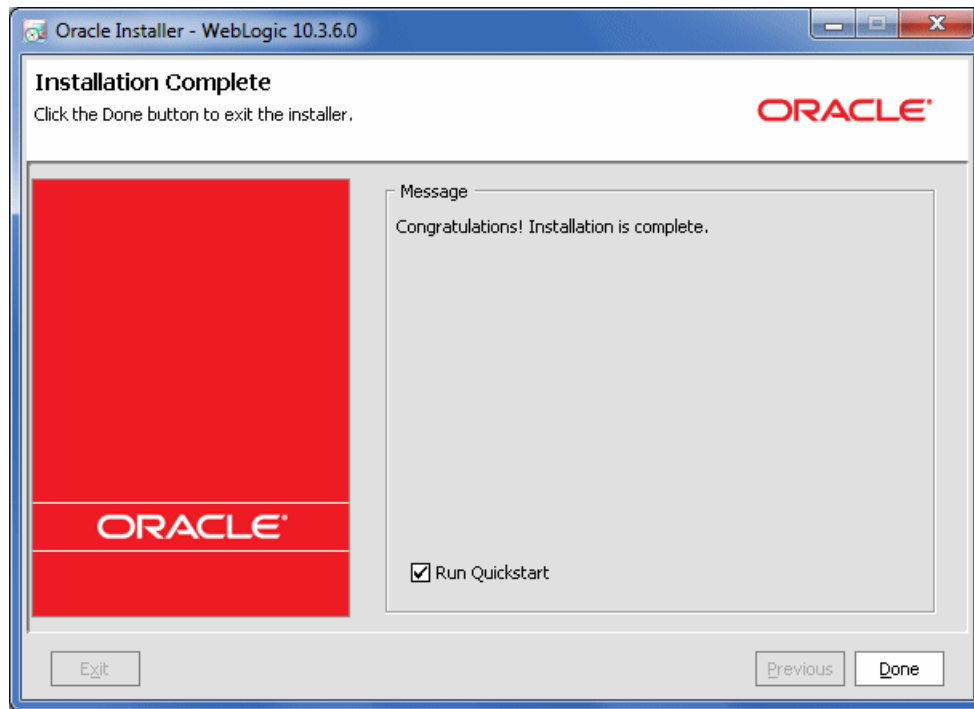 Oracle Installer - WebLogic 10.3.6.0
Installation Complete
Click the Done button to exit the installer.
ORACLE
Message
Congratulations! Installation is complete.
ORACLE
Run Quickstart
Exit
Previous
Done